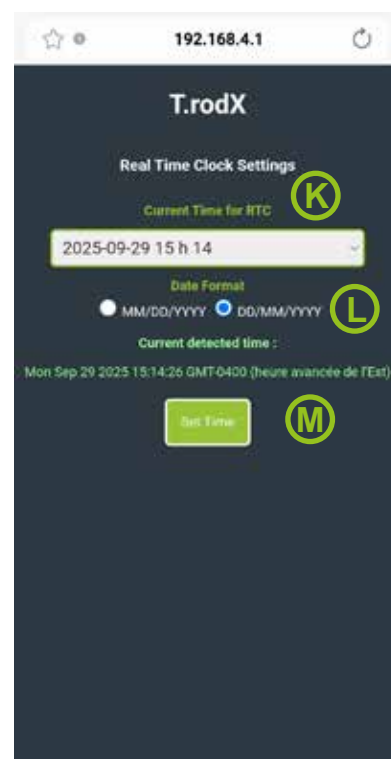 192.168.4.1
T.rodX
Real Time Clock Settings
K
Current Time for RTC
2025-09-29 15 h 14
Date Format
MM/DD/YYYY DD/MM/YYYY
L
Current detected time :
Mon Sep 29 2025 15:14:26 GMT-0400 (heure avancée de l'Est)
Set Time
M